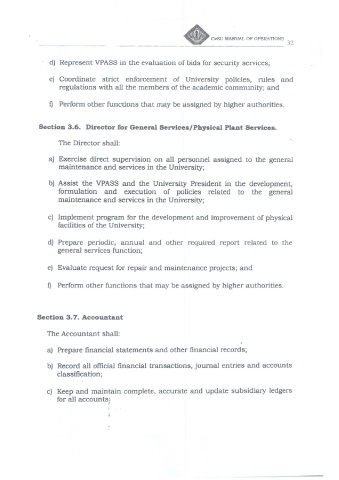 CvSU MANUAL OF OPERATIONS
d) Represent VPASS in the evaluation of bids for security services;
e) Coordinate strict enforcement of University policies, rules and
regulations with all the members of the academic community; and
f) Perform other functions that may be assigned by higher authorities.
Section 3.6. Director for General Services/Physical Plant Services.
The Director shall:
a) Exercise direct supervision on all personnel assigned to the general
maintenance and services in the University;
b) Assist the VPASS and the University President in the development,
formulation and execution of policies related to the general
maintenance and services in the University;
c) Implement program for the development and improvement of physical
facilities of the University;
d) Prepare periodic, annual and other required report related to the
general services function;
e) Evaluate request for repair and maintenance projects; and
f) Perform other functions that may be assigned by higher authorities.
Section 3.7. Accountant
The Accountant shall:
a) Prepare financial statements and other financial records;
b) Record all official financial transactions, journal entries and accounts
classification;
c) Keep and maintain complete, accurate and update subsidiary ledgers
for all accounts;